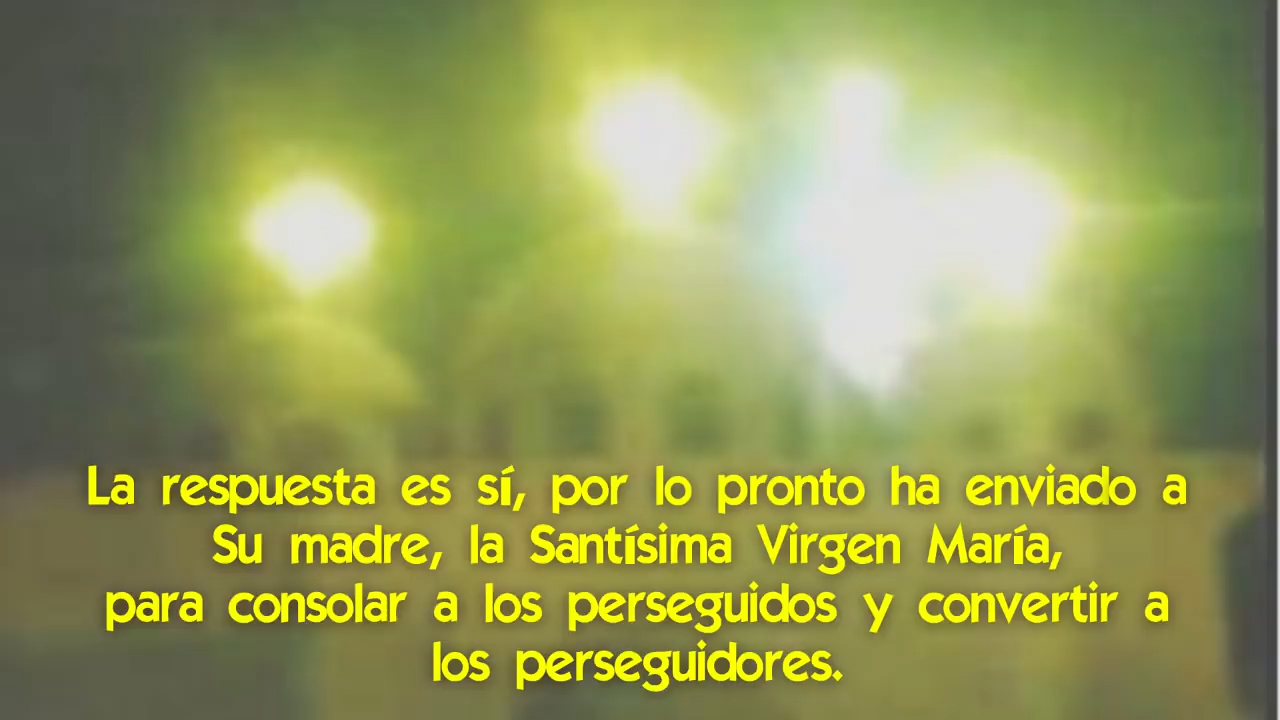 La respuesta es sí, por lo pronto ha enviado a
Su madre, la Santísima Virgen María,
para consolar a los perseguidos y convertir a
los perseguidores.